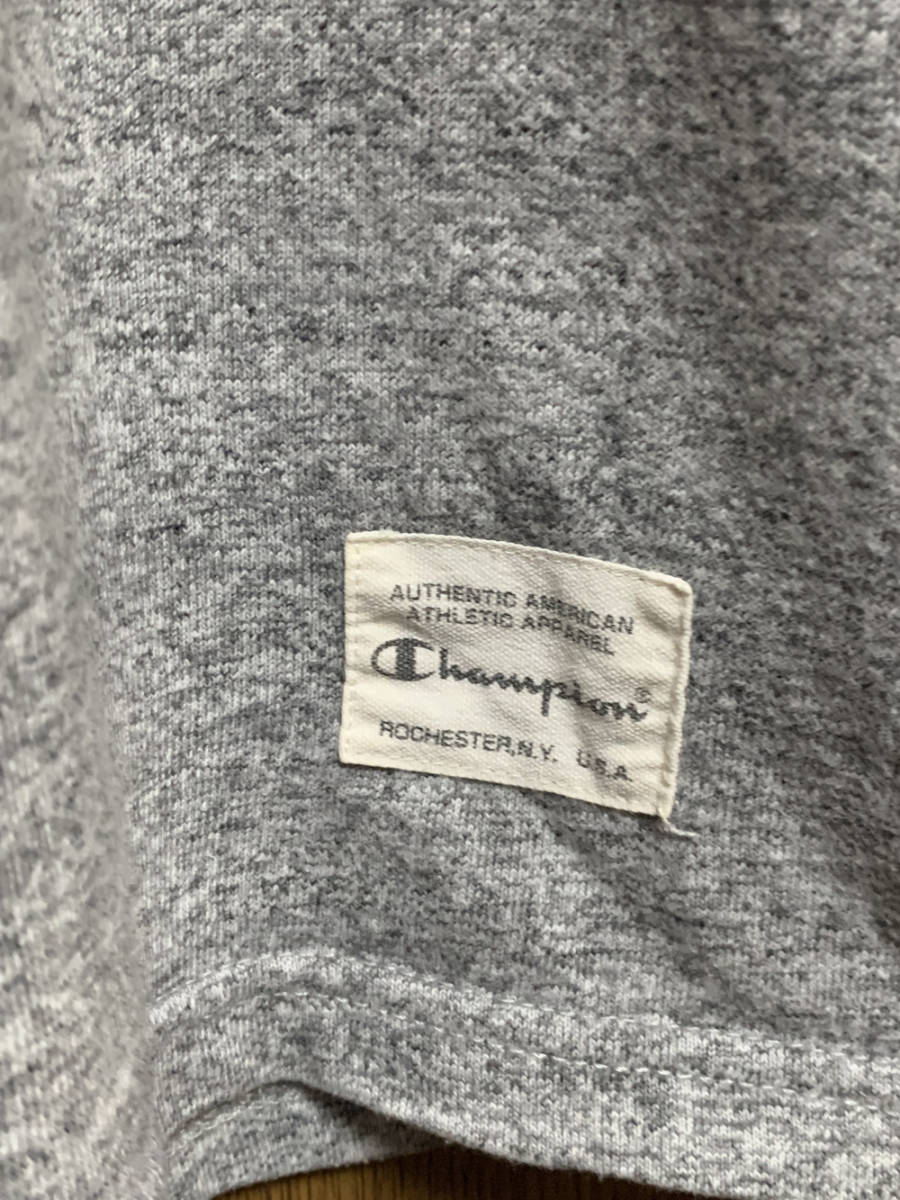 AUTHENTIC AMERICAN
ATHLETIC APPAREL
Champion®
ROCHESTER,N.Y. U.S.A.